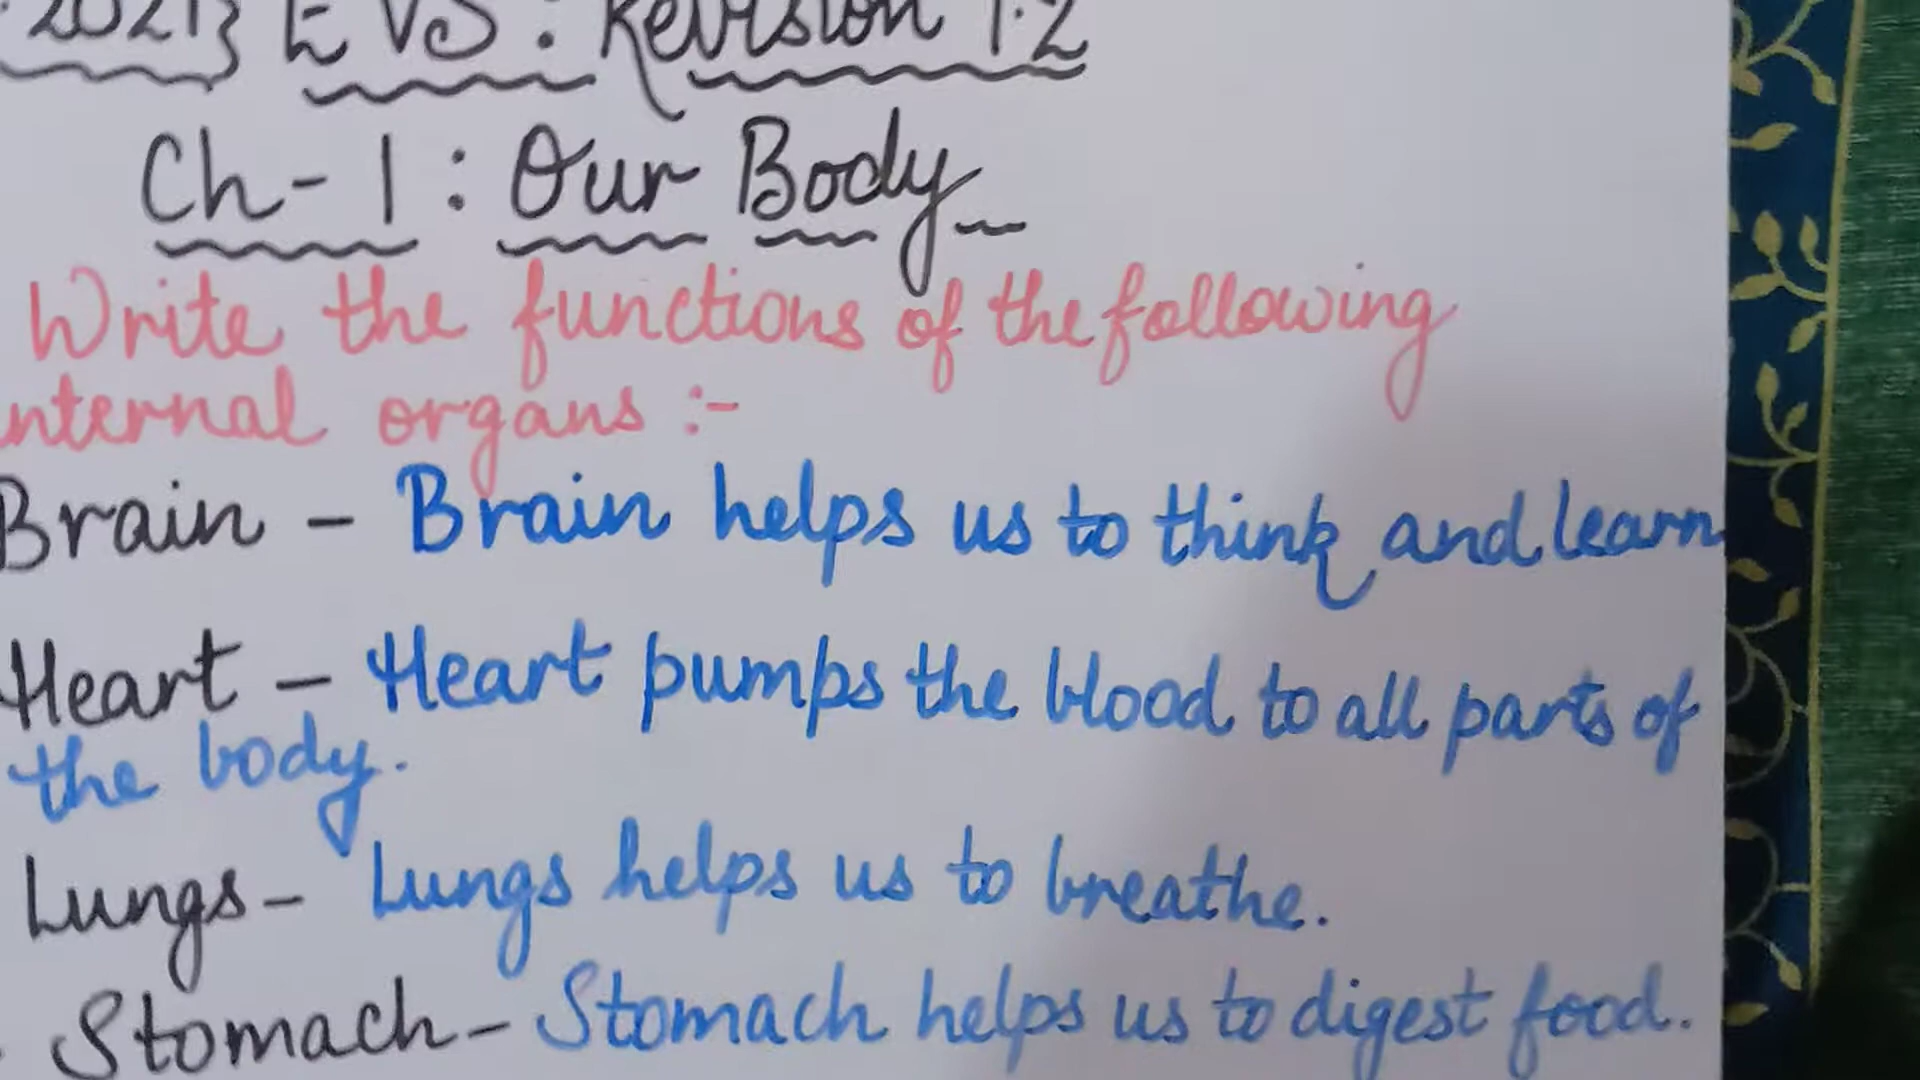 2021} EVS : Revision 1.2
Ch-1 : Our Body
Write the functions of the following
nternal organs :-
Brain - Brain helps us to think and learn
Heart - Heart pumps the blood to all parts of
the body.
Lungs - Lungs helps us to breathe.
Stomach - Stomach helps us to digest food.